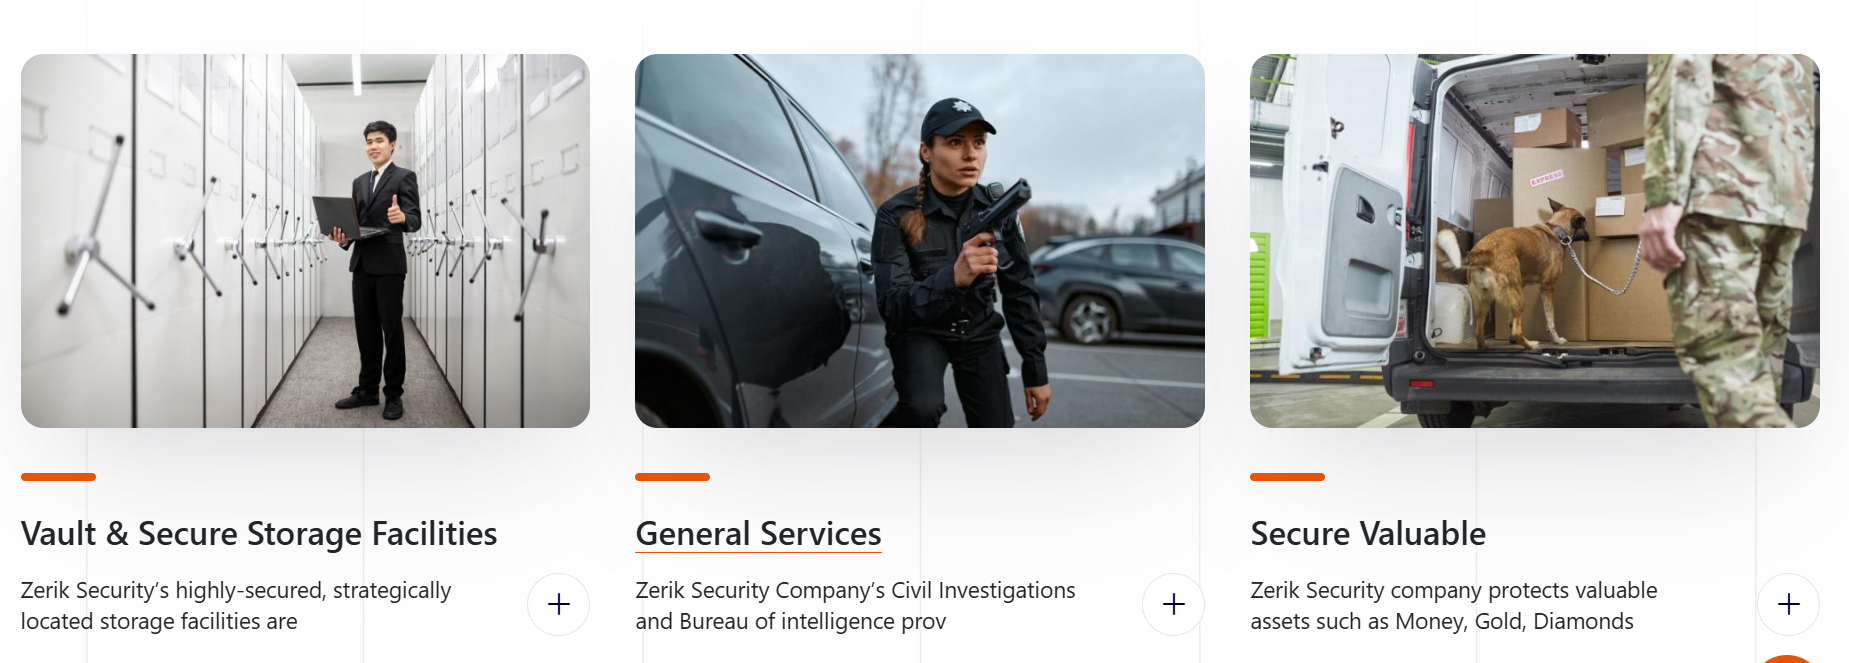 EXPRESS
Vault & Secure Storage Facilities
Zerik Security’s highly-secured, strategically
located storage facilities are
General Services
Zerik Security Company’s Civil Investigations
and Bureau of intelligence prov
Secure Valuable
Zerik Security company protects valuable
assets such as Money, Gold, Diamonds